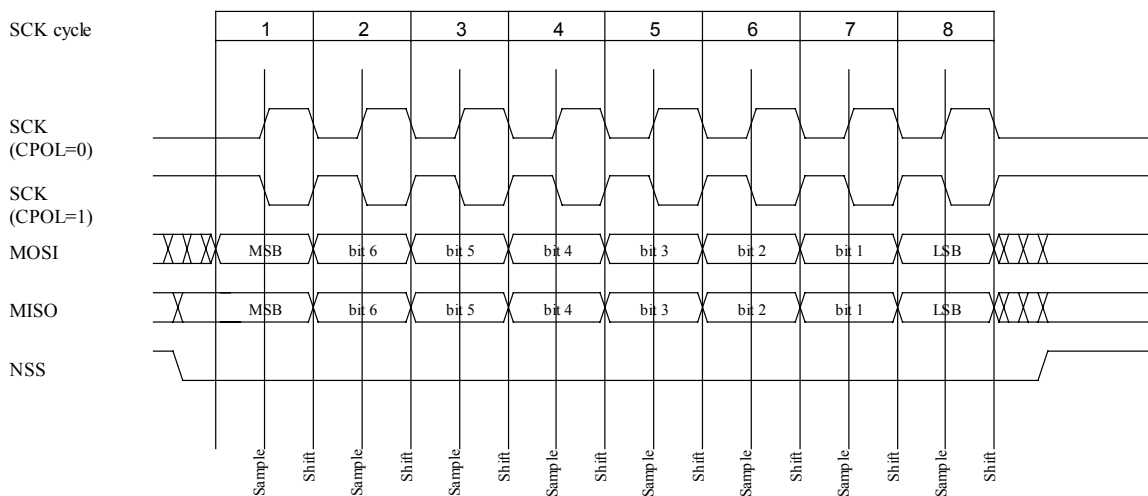 SCK cycle 1 2 3 4 5 6 7 8
SCK
(CPOL=0)
SCK
(CPOL=1)
MOSI MSB bit 6 bit 5 bit 4 bit 3 bit 2 bit 1 LSB
MISO MSB bit 6 bit 5 bit 4 bit 3 bit 2 bit 1 LSB
NSS
Sample Shift Sample Shift Sample Shift Sample Shift Sample Shift Sample Shift Sample Shift Sample Shift